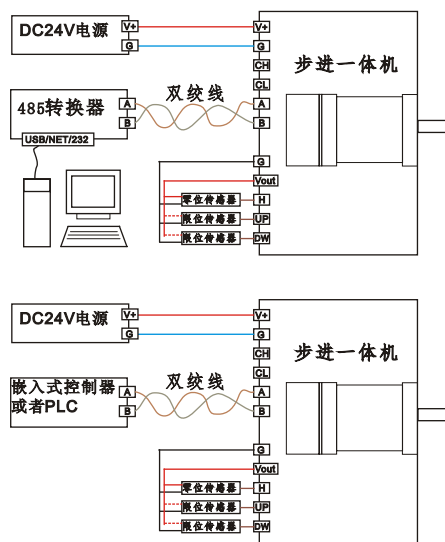 DC24V电源
V+
G
V+
G
CH
CL
A
B
步进一体机
485转换器
A
B
双绞线
USB/NET/232
G
Vout
零位传感器
H
限位传感器
UP
限位传感器
DW
DC24V电源
V+
G
V+
G
CH
CL
A
B
步进一体机
嵌入式控制器
或者PLC
A
B
双绞线
G
Vout
零位传感器
H
限位传感器
UP
限位传感器
DW